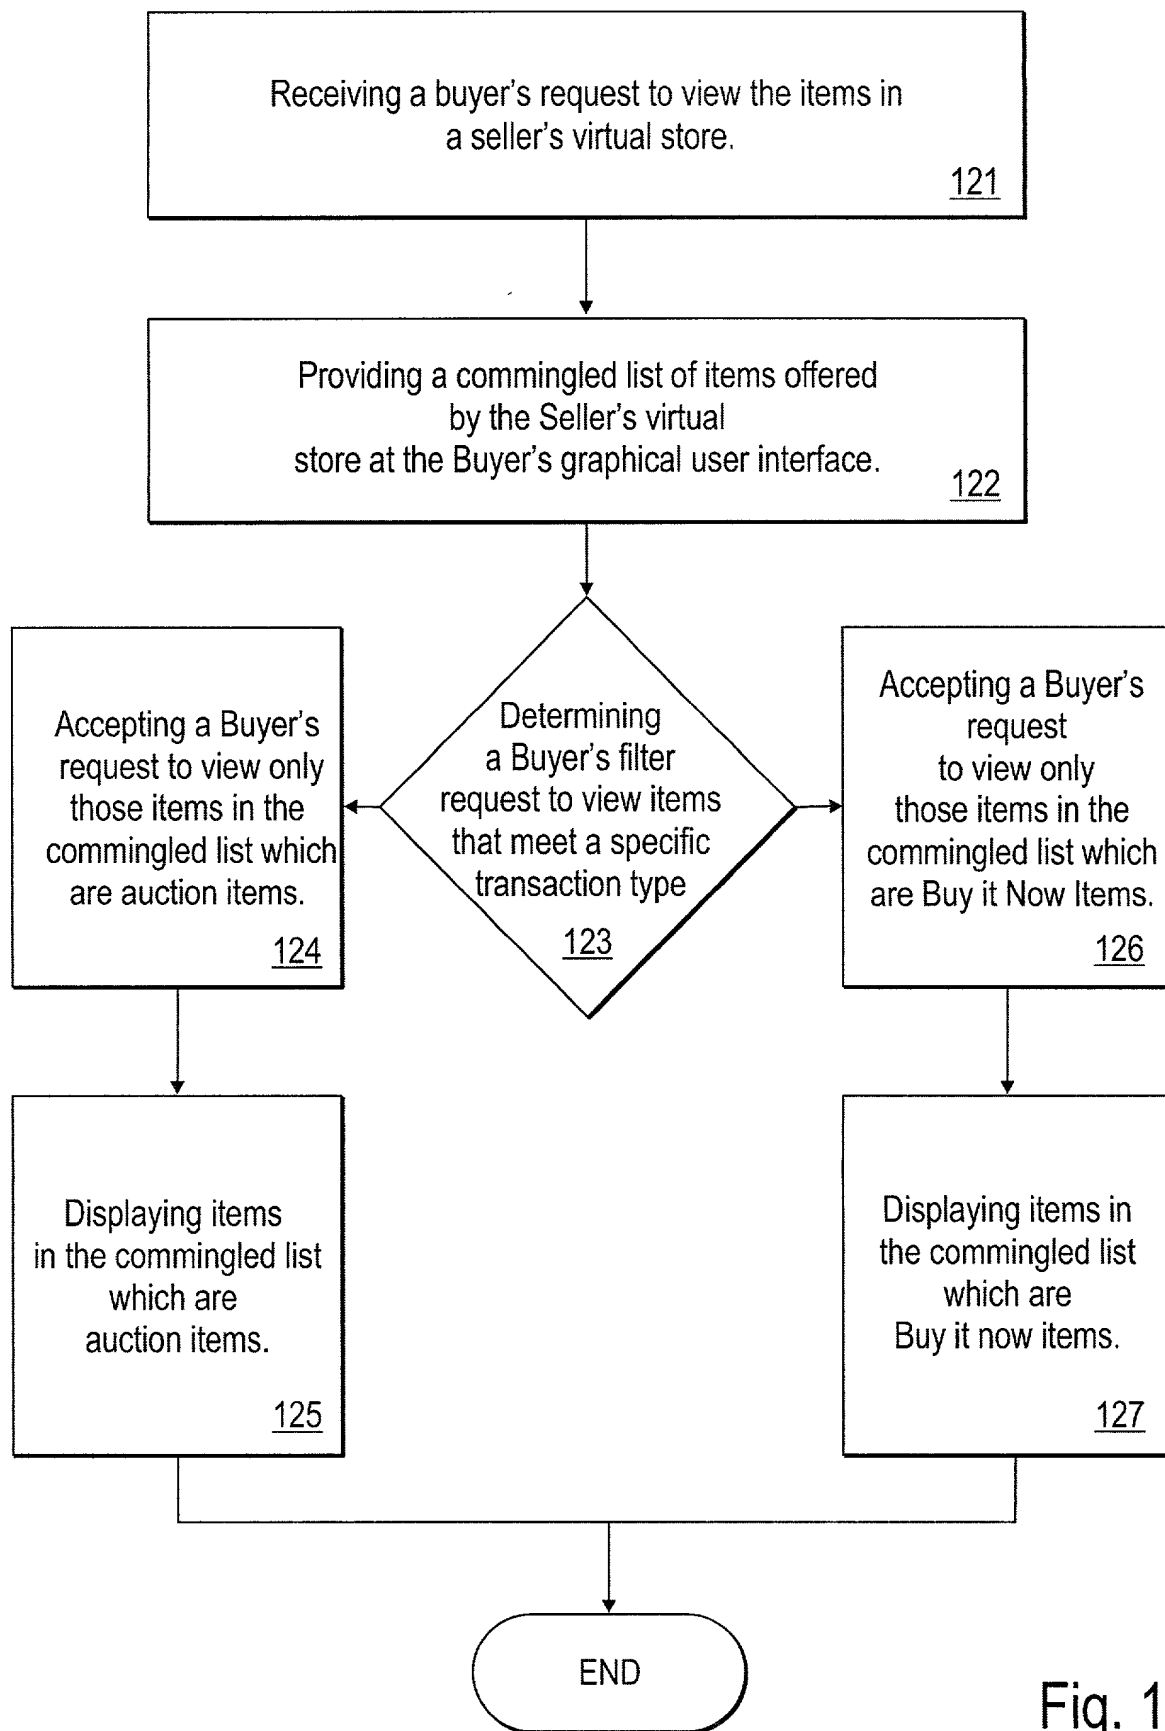 Receiving a buyer's request to view the items in
a seller's virtual store.
121
Providing a commingled list of items offered
by the Seller's virtual
store at the Buyer's graphical user interface.
122
Determining
a Buyer's filter
request to view items
that meet a specific
transaction type
123
Accepting a Buyer's
request to view only
those items in the
commingled list which
are auction items.
124
Accepting a Buyer's
request
to view only
those items in the
commingled list which
are Buy it Now Items.
126
Displaying items
in the commingled list
which are
auction items.
125
Displaying items in
the commingled list
which are
Buy it now items.
127
END
Fig. 1